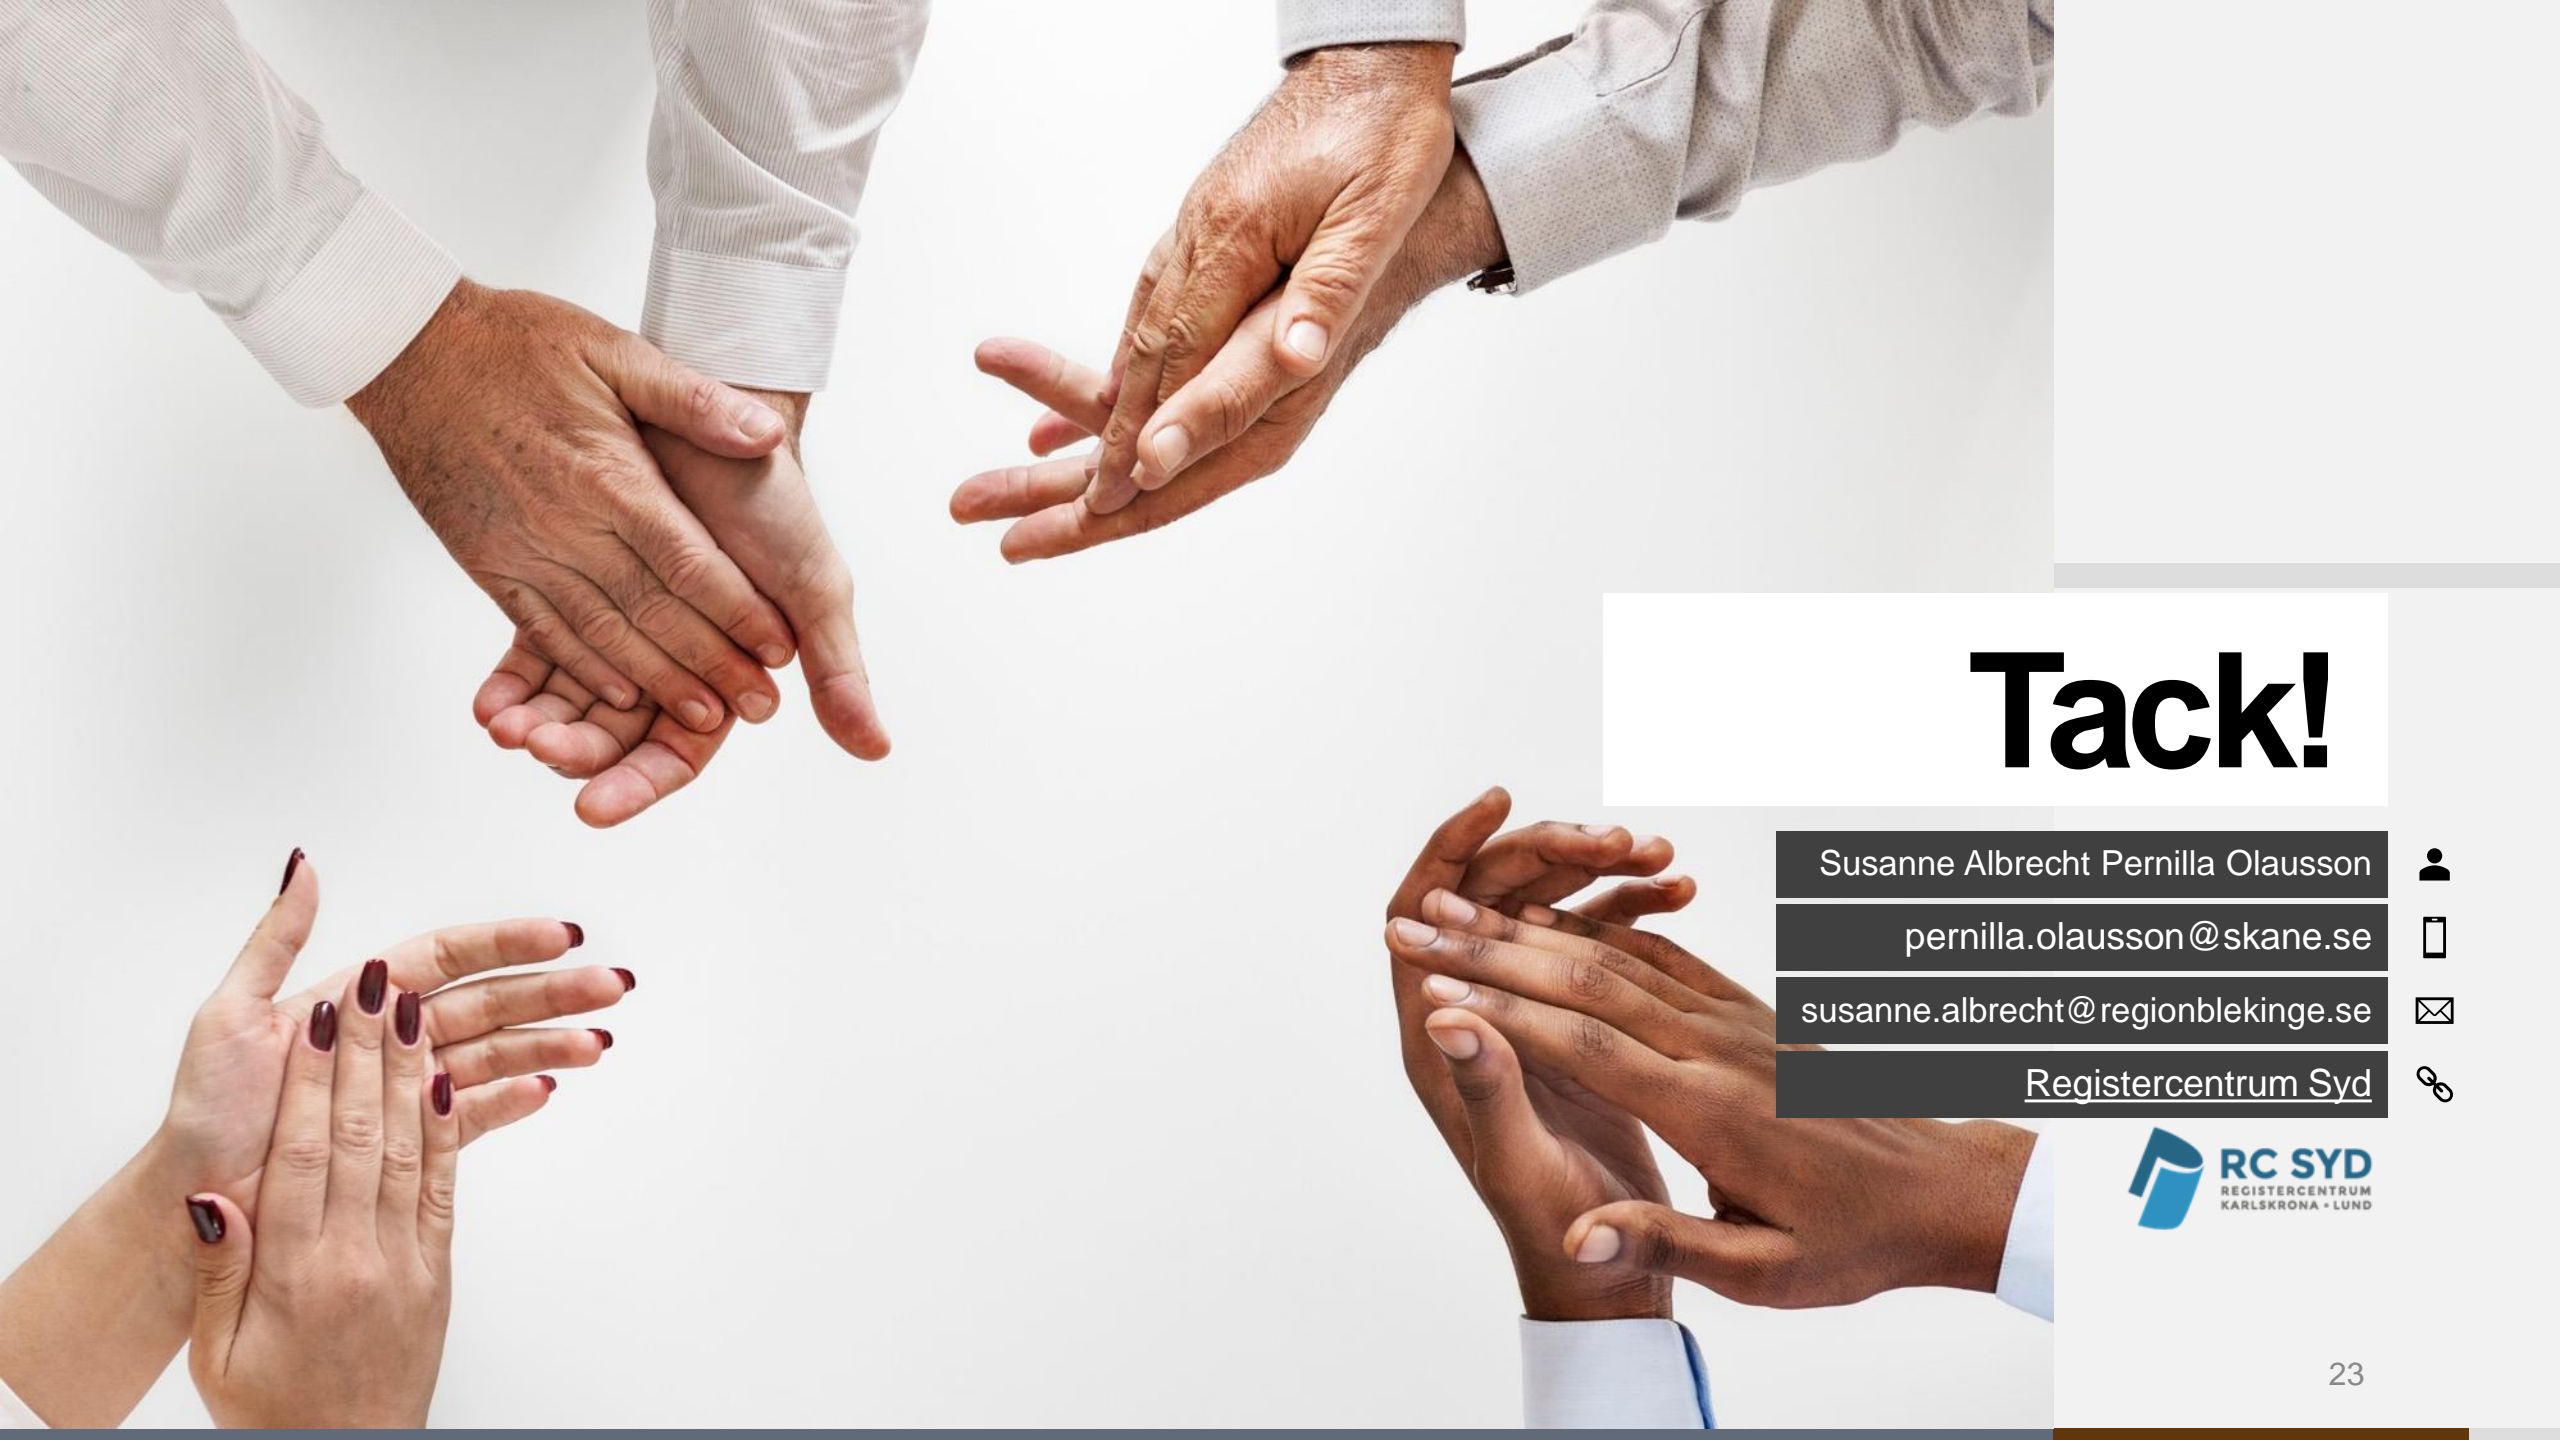 Tack!
Susanne Albrecht Pernilla Olausson
pernilla.olausson@skane.se
susanne.albrecht@regionblekinge.se
Registercentrum Syd
RC SYD
REGISTERCENTRUM
KARLSKRONA • LUND
23